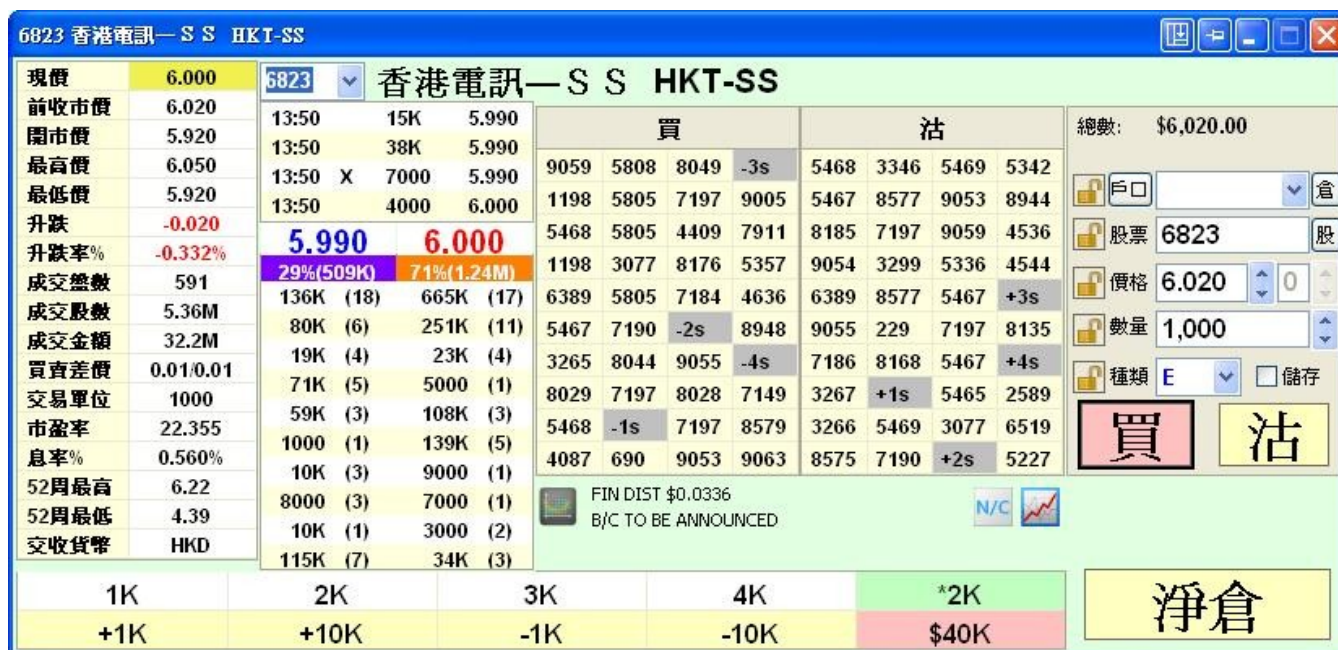 6823 香港電訊—ＳＳ HKT-SS
現價 6.000
前收市價 6.020
開市價 5.920
最高價 6.050
最低價 5.920
升跌 -0.020
升跌率% -0.332%
成交盤數 591
成交股數 5.36M
成交金額 32.2M
買賣差價 0.01/0.01
交易單位 1000
市盈率 22.355
息率% 0.560%
52周最高 6.22
52周最低 4.39
交收貨幣 HKD
6823 香港電訊—ＳＳ HKT-SS
13:50 15K 5.990
13:50 38K 5.990
13:50 X 7000 5.990
13:50 4000 6.000
5.990 6.000
29%(509K) 71%(1.24M)
136K (18) 665K (17)
80K (6) 251K (11)
19K (4) 23K (4)
71K (5) 5000 (1)
59K (3) 108K (3)
1000 (1) 139K (5)
10K (3) 9000 (1)
8000 (3) 7000 (1)
10K (1) 3000 (2)
115K (7) 34K (3)
買 沽
9059 5808 8049 -3s 5468 3346 5469 5342
1198 5805 7197 9005 5467 8577 9053 8944
5468 5805 4409 7911 8185 7197 9059 4536
1198 3077 8176 5357 9054 3299 5336 4544
6389 5805 7184 4636 6389 8577 5467 +3s
5467 7190 -2s 8948 9055 229 7197 8135
3265 8044 9055 -4s 7186 8168 5467 +4s
8029 7197 8028 7149 3267 +1s 5465 2589
5468 -1s 7197 8579 3266 5469 3077 6519
4087 690 9053 9063 8575 7190 +2s 5227
FIN DIST $0.0336
B/C TO BE ANNOUNCED
N/C
總數: $6,020.00
戶口 倉
股票 6823 股
價格 6.020 0
數量 1,000
種類 E 儲存
買 沽
1K 2K 3K 4K *2K
+1K +10K -1K -10K $40K
淨倉